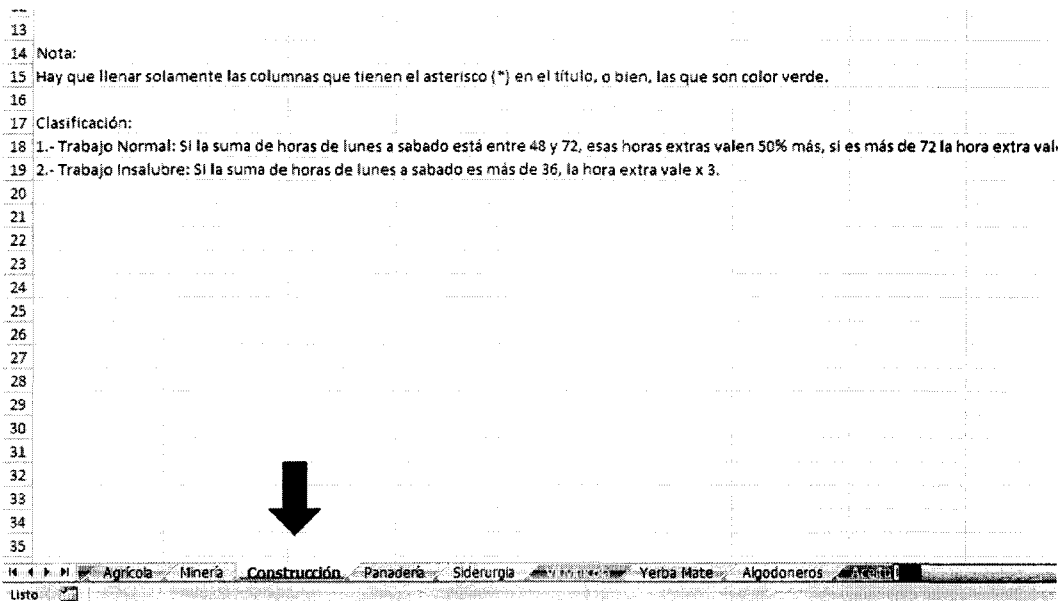 13
14 Nota:
15 Hay que llenar solamente las columnas que tienen el asterisco (*) en el título, o bien, las que son color verde.
16
17 Clasificación:
18 1.- Trabajo Normal: Si la suma de horas de lunes a sabado está entre 48 y 72, esas horas extras valen 50% más, si es más de 72 la hora extra val
19 2.- Trabajo Insalubre: Si la suma de horas de lunes a sabado es más de 36, la hora extra vale x 3.
20
21
22
23
24
25
26
27
28
29
30
31
32
33
34
35
Agrícola Minería Construcción Panadería Siderurgia Yerba Mate Algodoneros
Listo